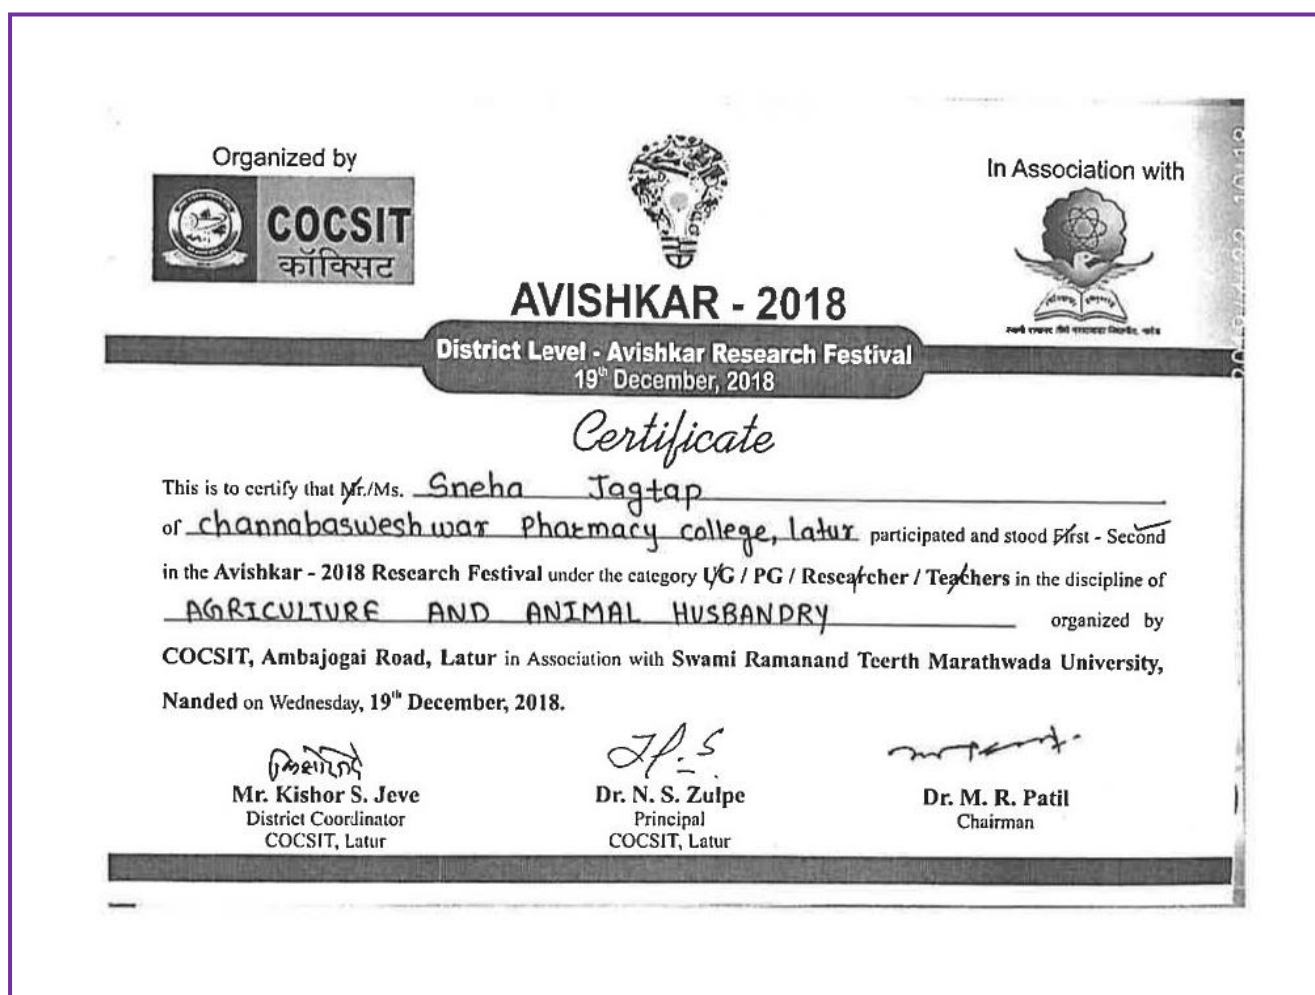 Organized by
COCSIT
कॉक्सिट
In Association with
AVISHKAR - 2018
District Level - Avishkar Research Festival
19th December, 2018
Certificate
This is to certify that Mr./Ms. Sneha Jagtap
of channabasweshwar Pharmacy college, latur participated and stood First - Second
in the Avishkar - 2018 Research Festival under the category UG / PG / Researcher / Teachers in the discipline of
AGRICULTURE AND ANIMAL HUSBANDRY organized by
COCSIT, Ambajogai Road, Latur in Association with Swami Ramanand Teerth Marathwada University,
Nanded on Wednesday, 19th December, 2018.
Mr. Kishor S. Jeve
District Coordinator
COCSIT, Latur
Dr. N. S. Zulpe
Principal
COCSIT, Latur
Dr. M. R. Patil
Chairman